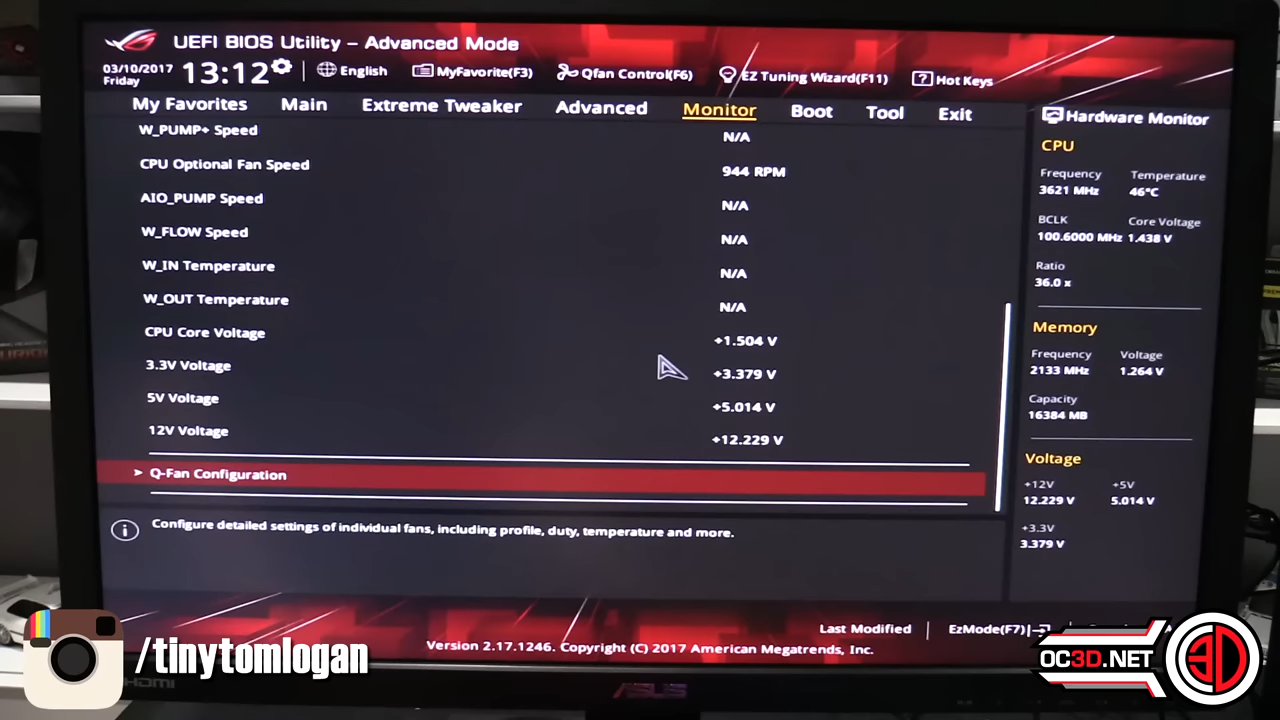 UEFI BIOS Utility – Advanced Mode
03/10/2017
Friday
13:12
English
MyFavorite(F3)
Qfan Control(F6)
EZ Tuning Wizard(F11)
? Hot Keys
My Favorites Main Extreme Tweaker Advanced Monitor Boot Tool Exit
W_PUMP+ Speed N/A
CPU Optional Fan Speed 944 RPM
AIO_PUMP Speed N/A
W_FLOW Speed N/A
W_IN Temperature N/A
W_OUT Temperature N/A
CPU Core Voltage +1.504 V
3.3V Voltage +3.379 V
5V Voltage +5.014 V
12V Voltage +12.229 V
> Q-Fan Configuration
i Configure detailed settings of individual fans, including profile, duty, temperature and more.
Hardware Monitor
CPU
Frequency Temperature
3621 MHz 46°C
BCLK Core Voltage
100.6000 MHz 1.438 V
Ratio
36.0 x
Memory
Frequency Voltage
2133 MHz 1.264 V
Capacity
16384 MB
Voltage
+12V +5V
12.229 V 5.014 V
+3.3V
3.379 V
Last Modified | EzMode(F7)|
Version 2.17.1246. Copyright (C) 2017 American Megatrends, Inc.
/tinytomlogan
HDMI
ASUS
OC3D.NET
3D